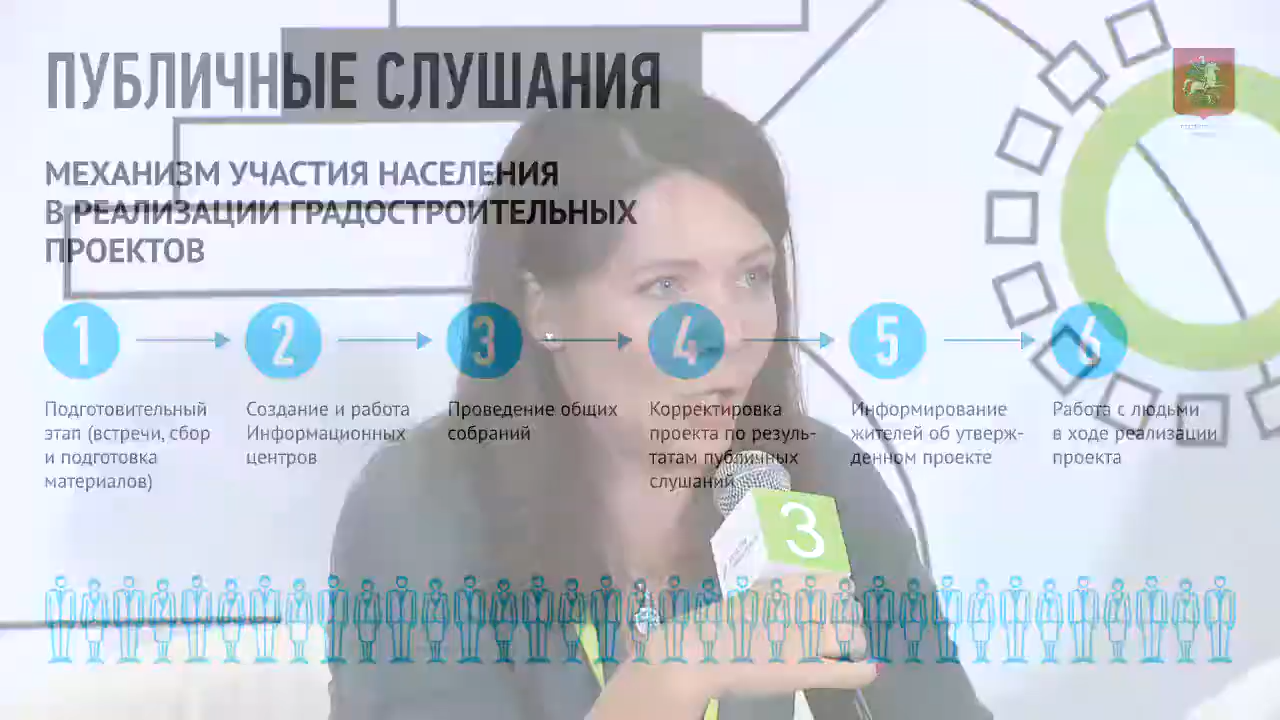 ПУБЛИЧНЫЕ СЛУШАНИЯ
МЕХАНИЗМ УЧАСТИЯ НАСЕЛЕНИЯ
В РЕАЛИЗАЦИИ ГРАДОСТРОИТЕЛЬНЫХ
ПРОЕКТОВ
1
2
3
4
5
6
Подготовительный
этап (встречи, сбор
и подготовка
материалов)
Создание и работа
Информационных
центров
Проведение общих
собраний
Корректировка
проекта по резуль-
татам публичных
слушаний
Информирование
жителей об утверж-
денном проекте
Работа с людьми
в ходе реализации
проекта
3